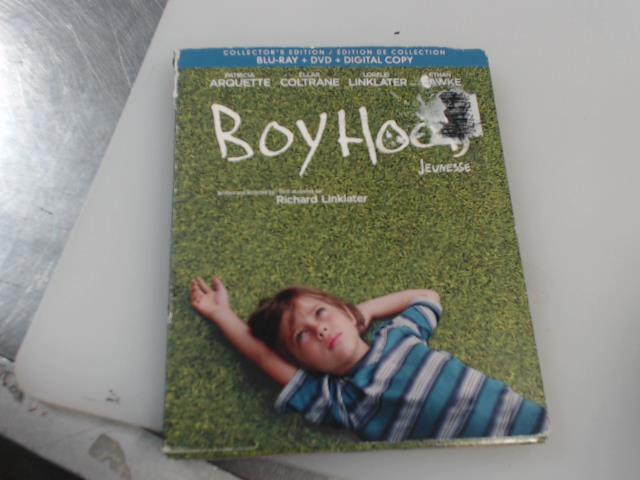 COLLECTOR'S EDITION / ÉDITION DE COLLECTION
BLU-RAY + DVD + DIGITAL COPY
PATRICIA ELLAR LORELEI ETHAN
ARQUETTE COLTRANE LINKLATER
BOYHOOD
JEUNESSE
Richard Linklater